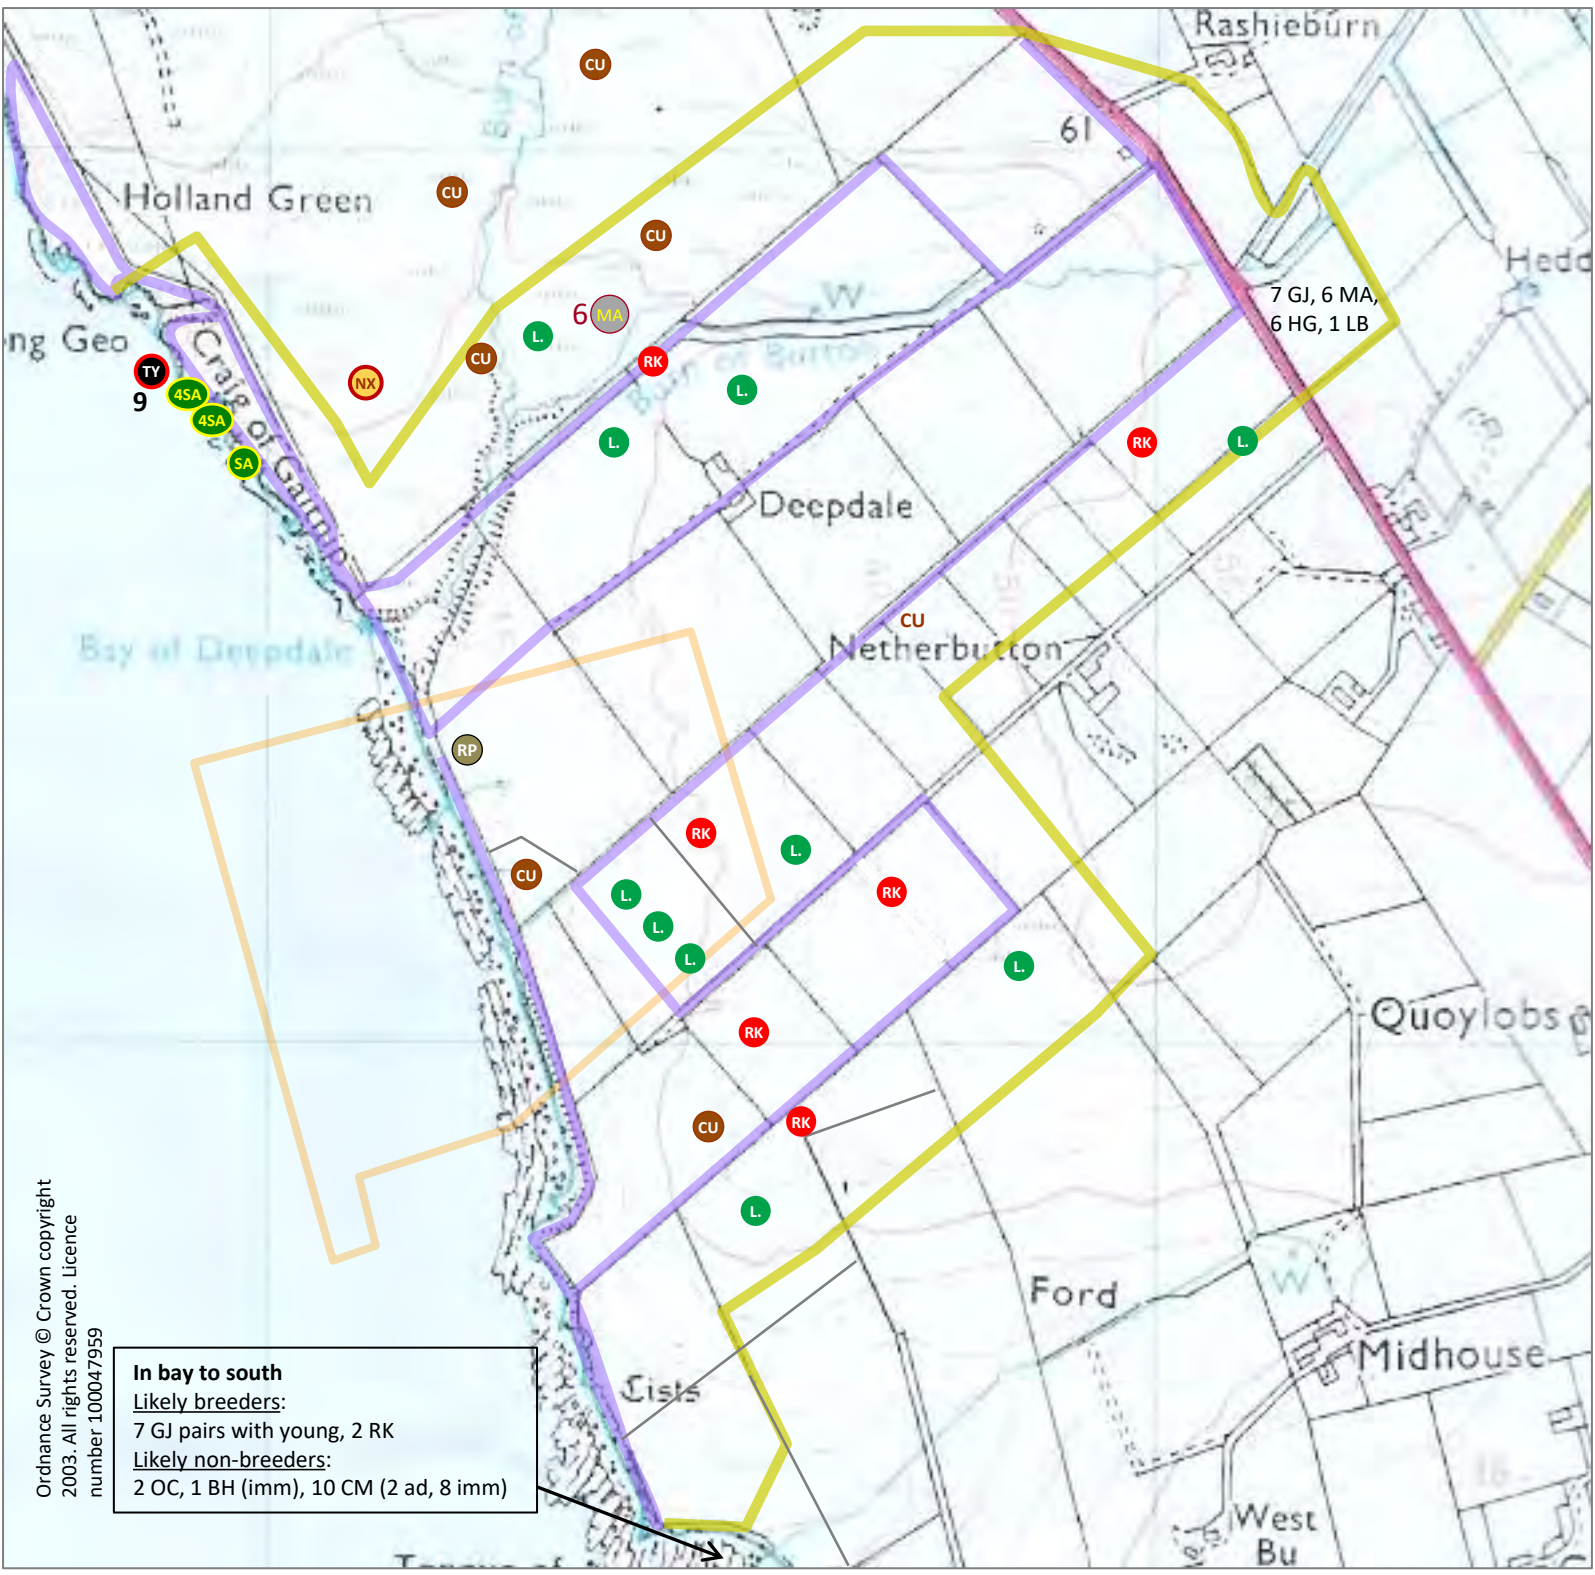 Rashieburn
CU
61
CU
Holland Green
CU
Hedd
W
7 GJ, 6 MA,
6 HG, 1 LB
6 MA
L.
ng Geo
CU
RK
Burn of Burton
TY
NX
L.
9
4SA
4SA
Craig of Garn
L.
RK
L.
SA
Deepdale
CU
Bay of Deepdale
Netherbutton
RP
RK
L.
CU
L.
RK
L.
L.
L.
Quoylobs
RK
CU
RK
L.
W
Ford
Midhouse
Cists
West
Bu
Ordnance Survey © Crown copyright
2003. All rights reserved. Licence
number 100047959
In bay to south
Likely breeders:
7 GJ pairs with young, 2 RK
Likely non-breeders:
2 OC, 1 BH (imm), 10 CM (2 ad, 8 imm)